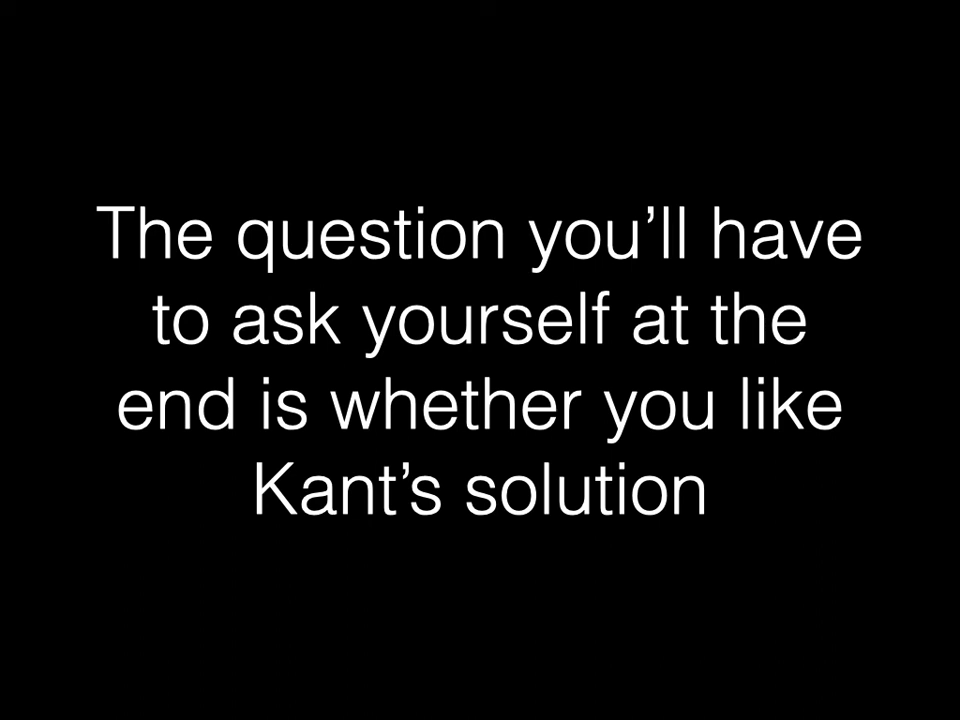 The question you’ll have
to ask yourself at the
end is whether you like
Kant’s solution